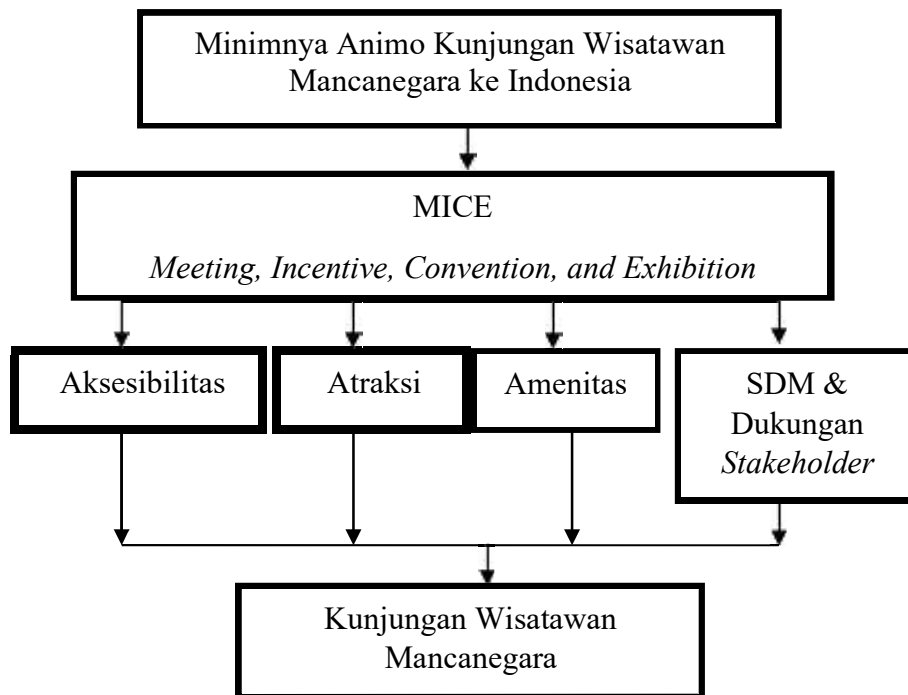 Minimnya Animo Kunjungan Wisatawan
Mancanegara ke Indonesia
MICE
Meeting, Incentive, Convention, and Exhibition
Aksesibilitas
Atraksi
Amenitas
SDM &
Dukungan
Stakeholder
Kunjungan Wisatawan
Mancanegara